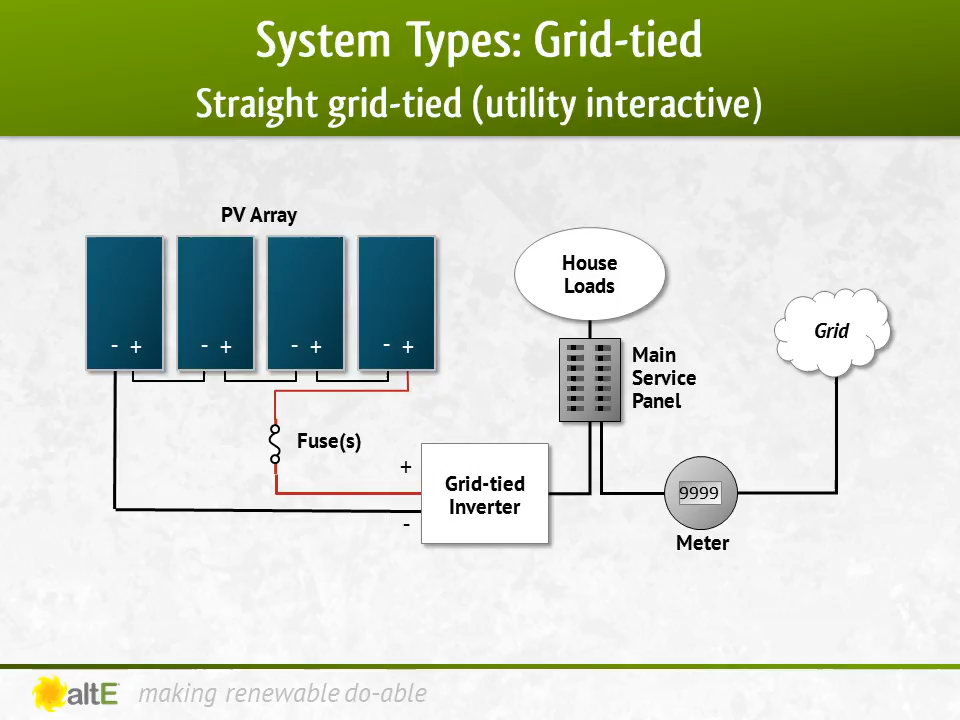 System Types: Grid-tied
Straight grid-tied (utility interactive)
PV Array
- +
- +
- +
- +
House
Loads
Grid
Main
Service
Panel
Fuse(s)
+
Grid-tied
Inverter
-
9999
Meter
altE making renewable do-able